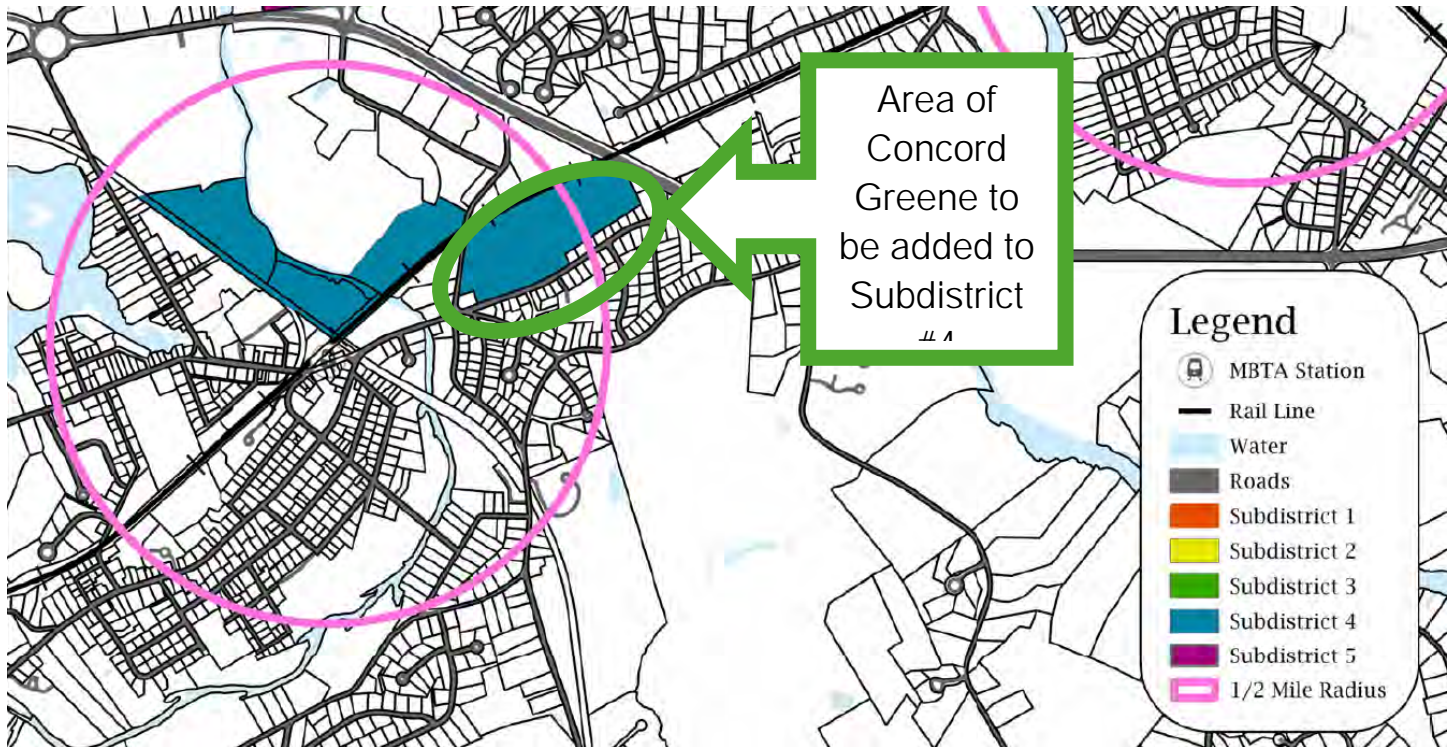 Area of
Concord
Greene to
be added to
Subdistrict
Legend
MBTA Station
Rail Line
Water
Roads
Subdistrict 1
Subdistrict 2
Subdistrict 3
Subdistrict 4
Subdistrict 5
1/2 Mile Radius